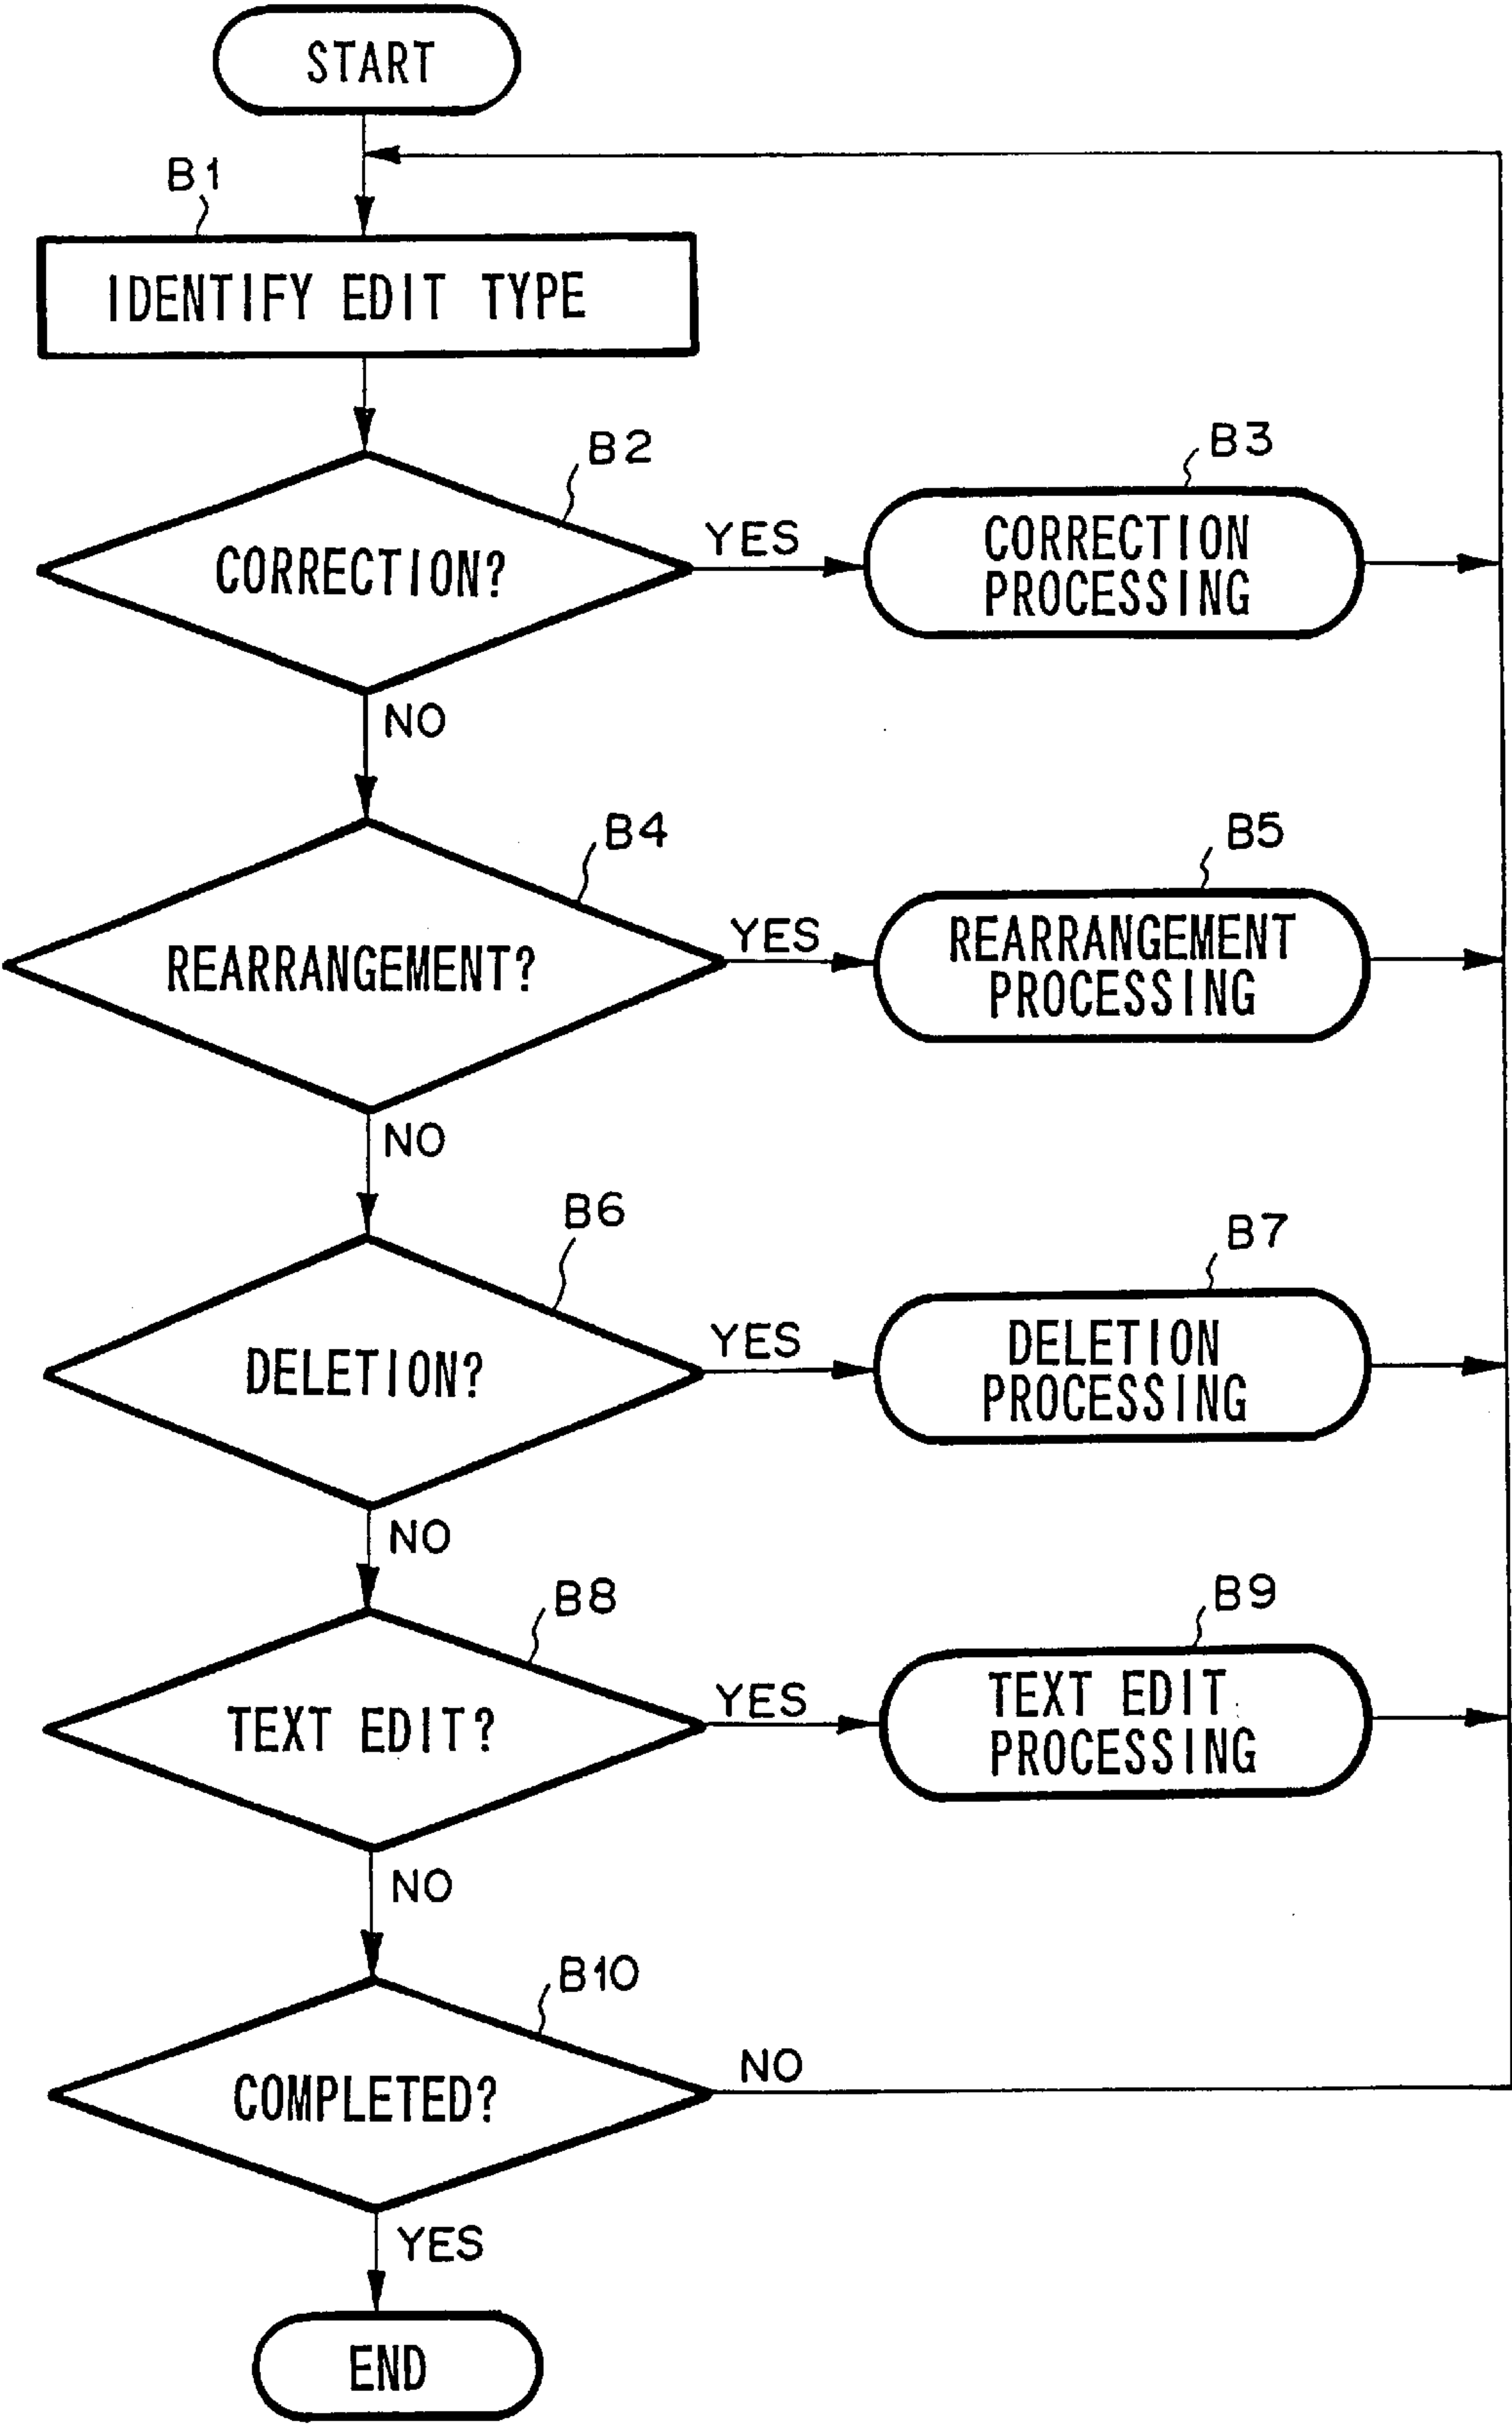 START
B1
IDENTIFY EDIT TYPE
B2
CORRECTION?
YES
B3
CORRECTION
PROCESSING
NO
B4
REARRANGEMENT?
YES
B5
REARRANGEMENT
PROCESSING
NO
B6
DELETION?
YES
B7
DELETION
PROCESSING
NO
B8
TEXT EDIT?
YES
B9
TEXT EDIT
PROCESSING
NO
B10
COMPLETED?
NO
YES
END